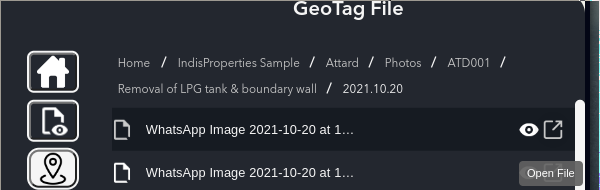 GeoTag File
Home / IndisProperties Sample / Attard / Photos / ATD001 /
Removal of LPG tank & boundary wall / 2021.10.20
WhatsApp Image 2021-10-20 at 1...
WhatsApp Image 2021-10-20 at 1...
Open File